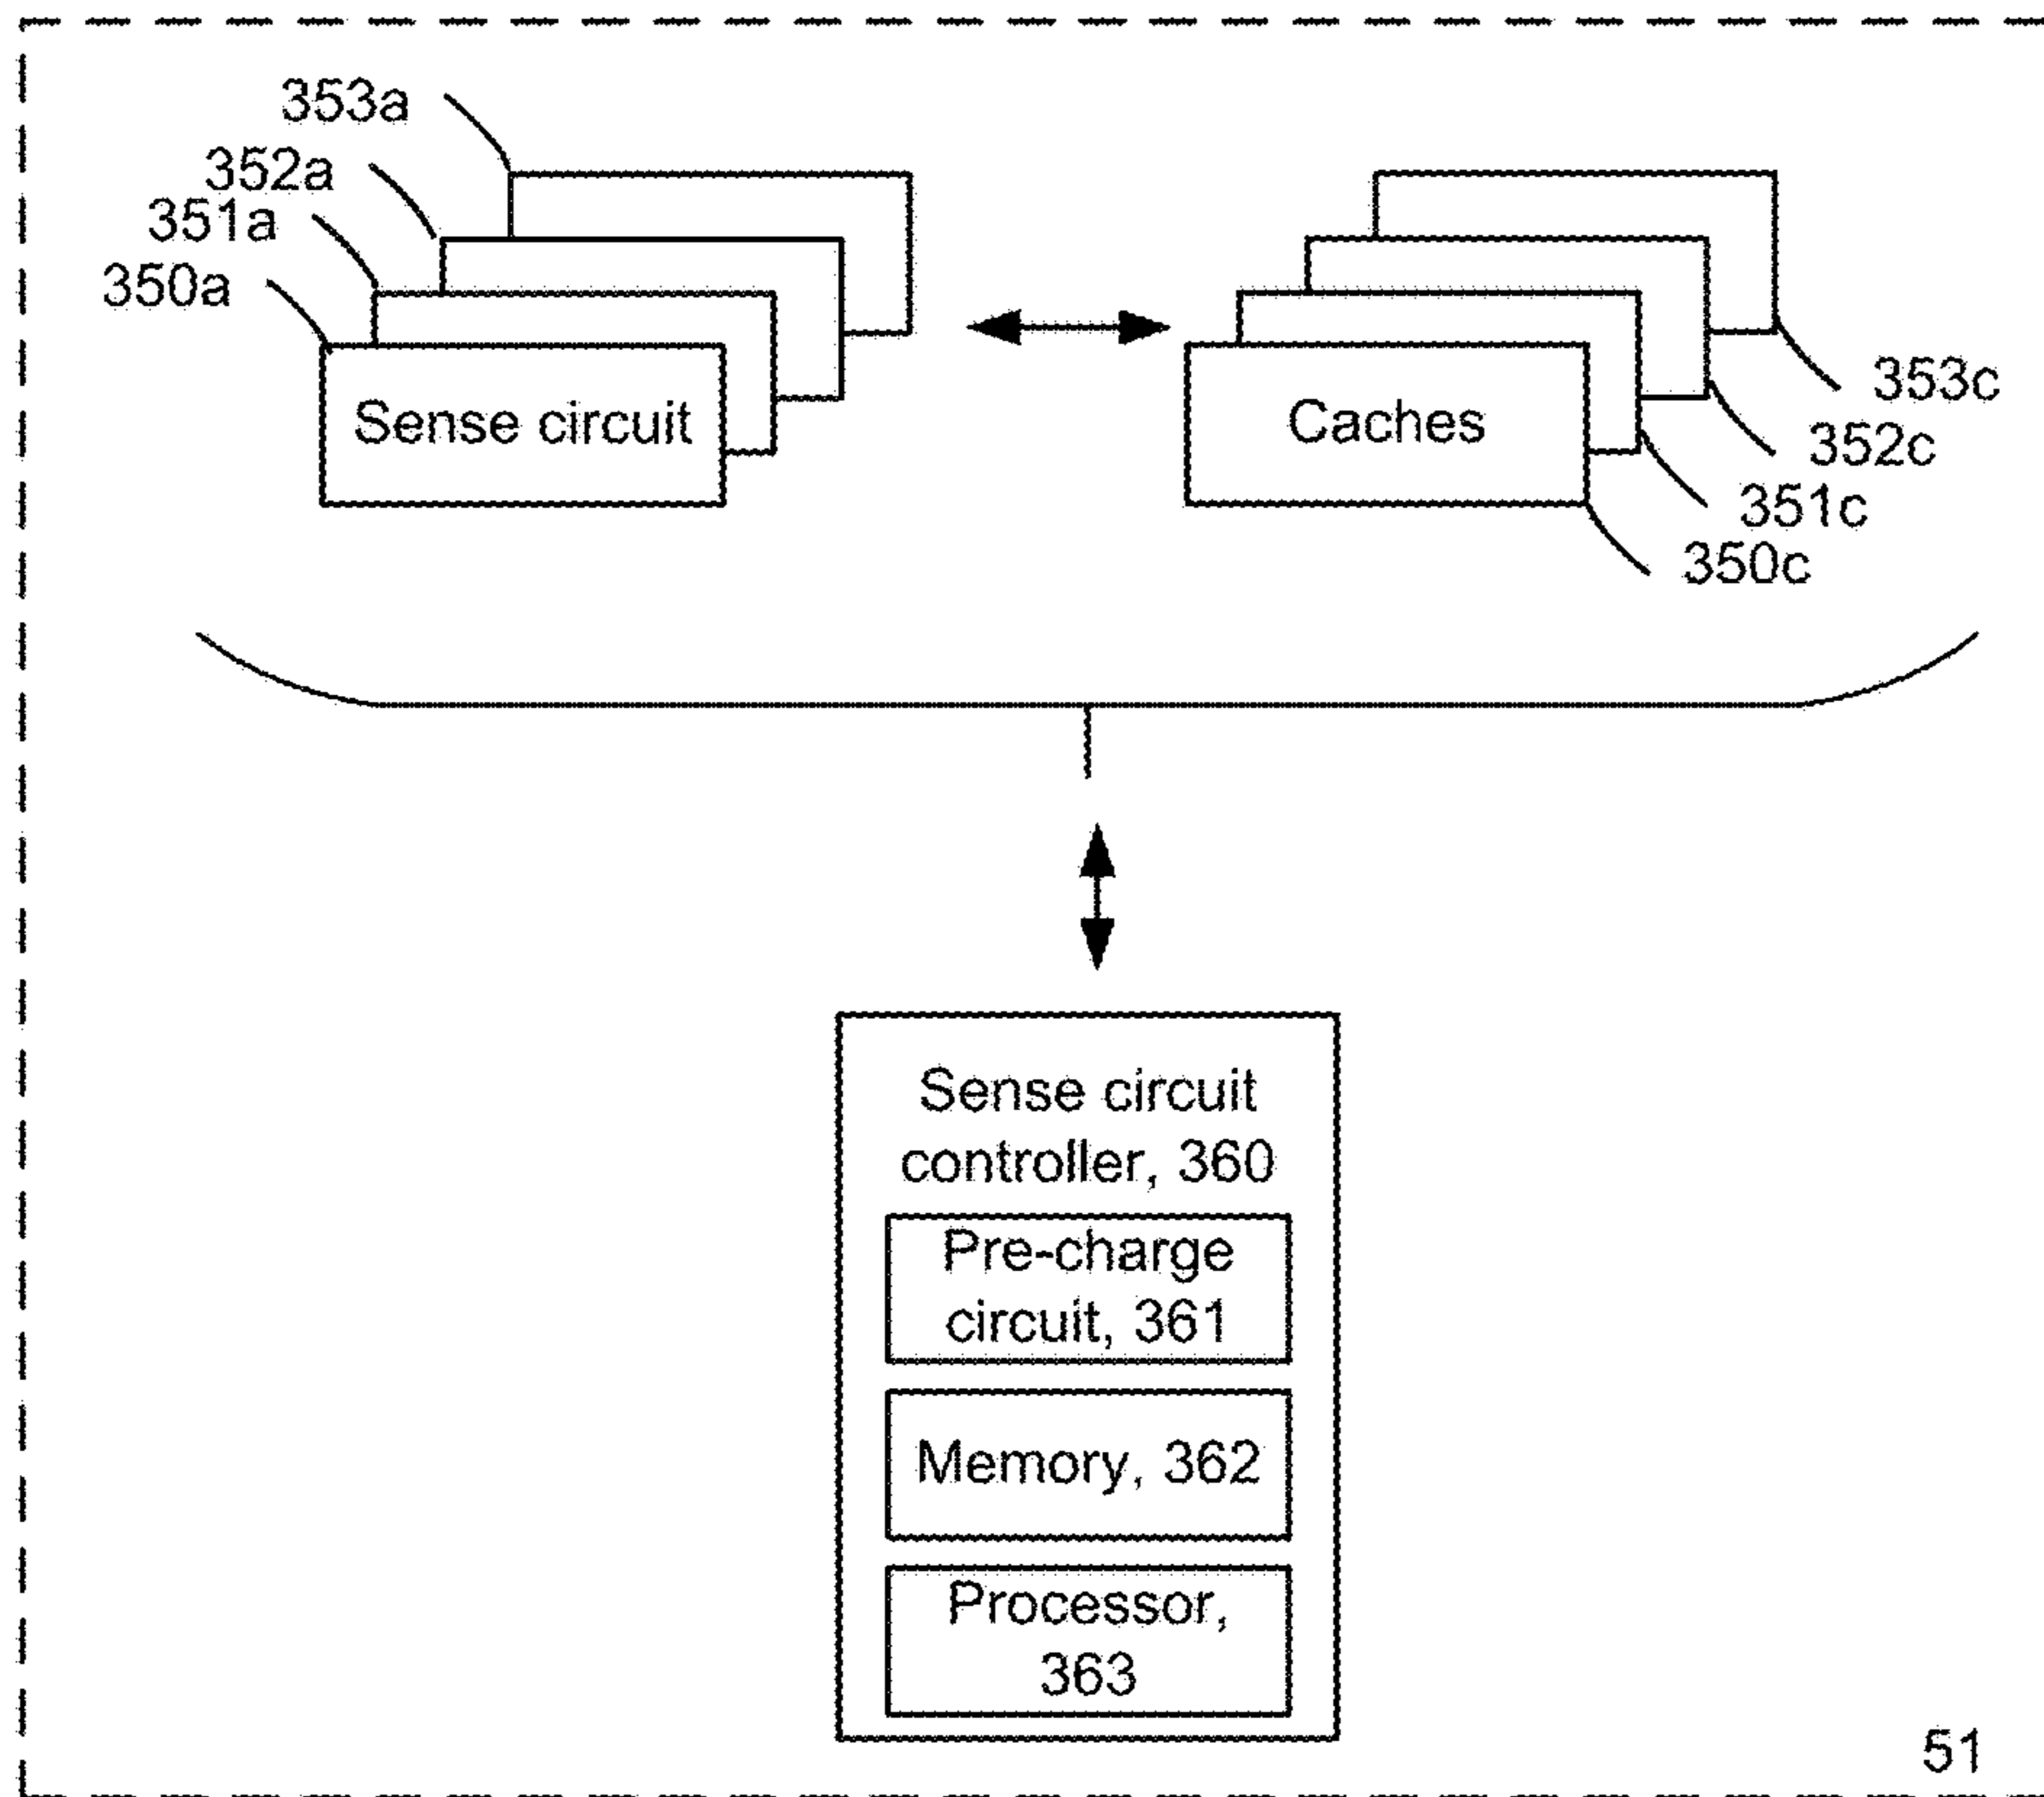 353a
352a
351a
350a
Sense circuit
Caches
353c
352c
351c
350c
Sense circuit
controller, 360
Pre-charge
circuit, 361
Memory, 362
Processor,
363
51